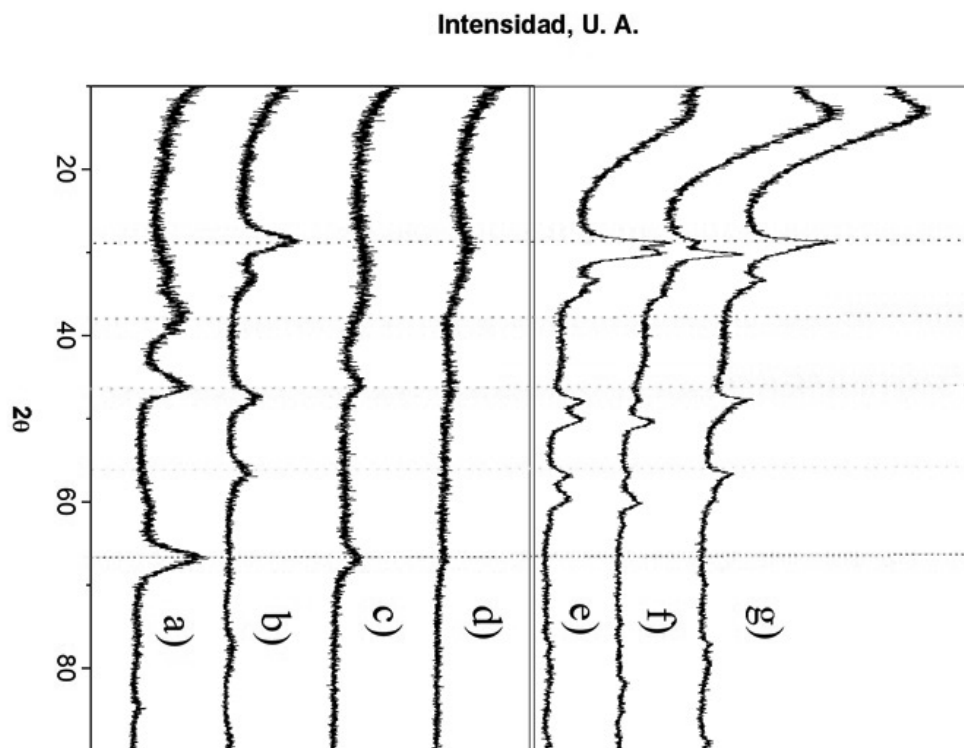 Intensidad, U. A.
20
40
60
80
2θ
a)
b)
c)
d)
e)
f)
g)